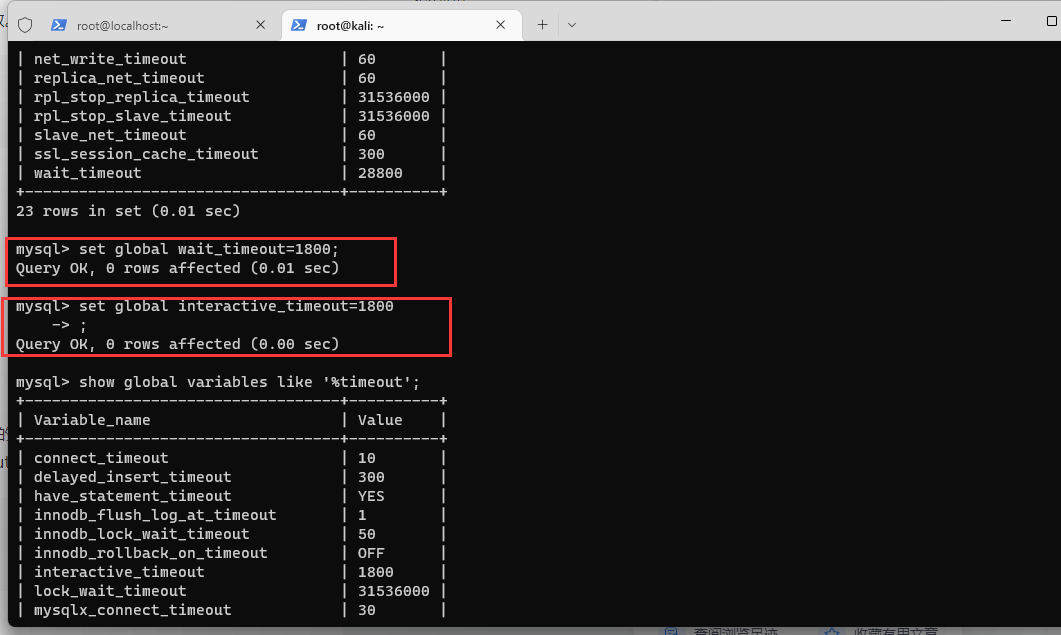 root@localhost:~
root@kali: ~
| net_write_timeout | 60 |
| replica_net_timeout | 60 |
| rpl_stop_replica_timeout | 31536000 |
| rpl_stop_slave_timeout | 31536000 |
| slave_net_timeout | 60 |
| ssl_session_cache_timeout | 300 |
| wait_timeout | 28800 |
+-----------------------------------+----------+
23 rows in set (0.01 sec)
mysql> set global wait_timeout=1800;
Query OK, 0 rows affected (0.01 sec)
mysql> set global interactive_timeout=1800
    -> ;
Query OK, 0 rows affected (0.00 sec)
mysql> show global variables like '%timeout';
+-----------------------------------+----------+
| Variable_name | Value |
+-----------------------------------+----------+
| connect_timeout | 10 |
| delayed_insert_timeout | 300 |
| have_statement_timeout | YES |
| innodb_flush_log_at_timeout | 1 |
| innodb_lock_wait_timeout | 50 |
| innodb_rollback_on_timeout | OFF |
| interactive_timeout | 1800 |
| lock_wait_timeout | 31536000 |
| mysqlx_connect_timeout | 30 |